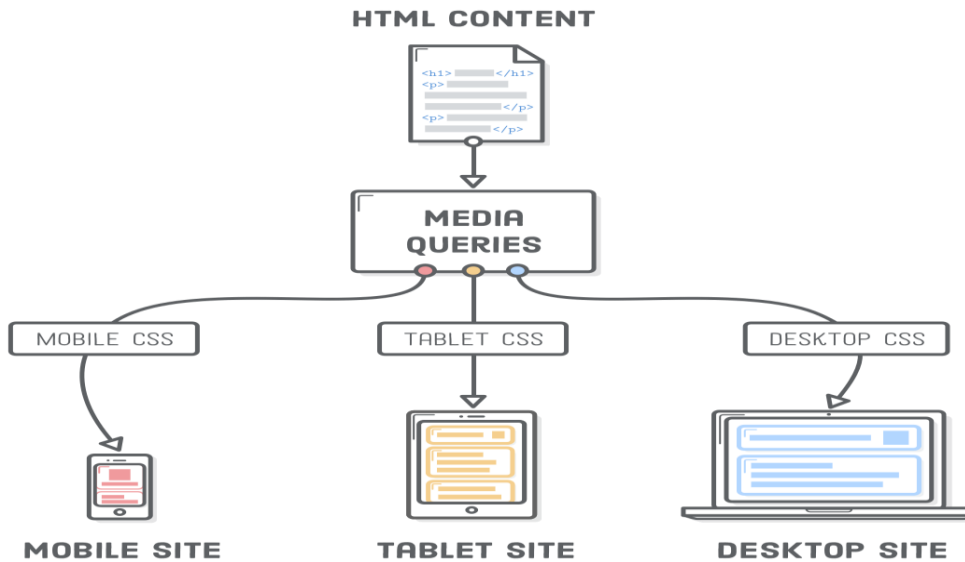 HTML CONTENT
<h1> </h1>
<p>
</p>
<p>
</p>
MEDIA
QUERIES
MOBILE CSS
TABLET CSS
DESKTOP CSS
MOBILE SITE
TABLET SITE
DESKTOP SITE